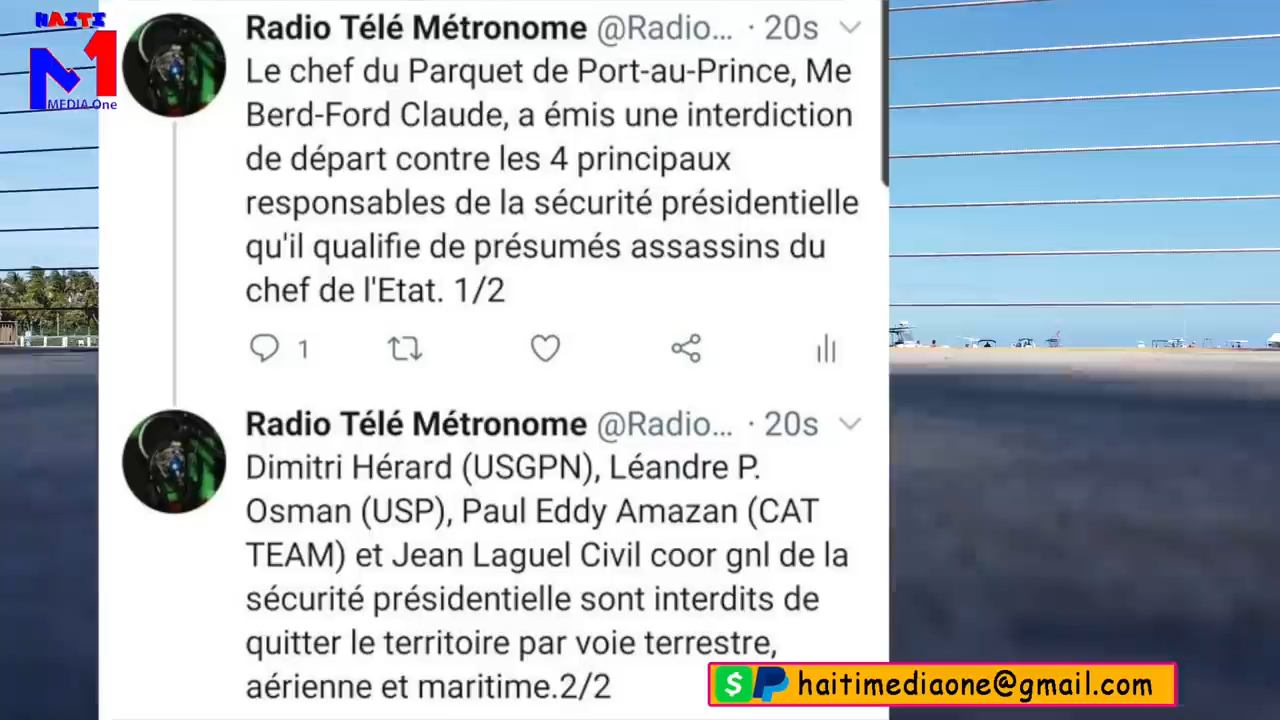 HAITI
M1
MEDIA One
Radio Télé Métronome @Radio... · 20s
Le chef du Parquet de Port-au-Prince, Me
Berd-Ford Claude, a émis une interdiction
de départ contre les 4 principaux
responsables de la sécurité présidentielle
qu'il qualifie de présumés assassins du
chef de l'Etat. 1/2
1
Radio Télé Métronome @Radio... · 20s
Dimitri Hérard (USGPN), Léandre P.
Osman (USP), Paul Eddy Amazan (CAT
TEAM) et Jean Laguel Civil coor gnl de la
sécurité présidentielle sont interdits de
quitter le territoire par voie terrestre,
aérienne et maritime.2/2
$ P haitimediaone@gmail.com